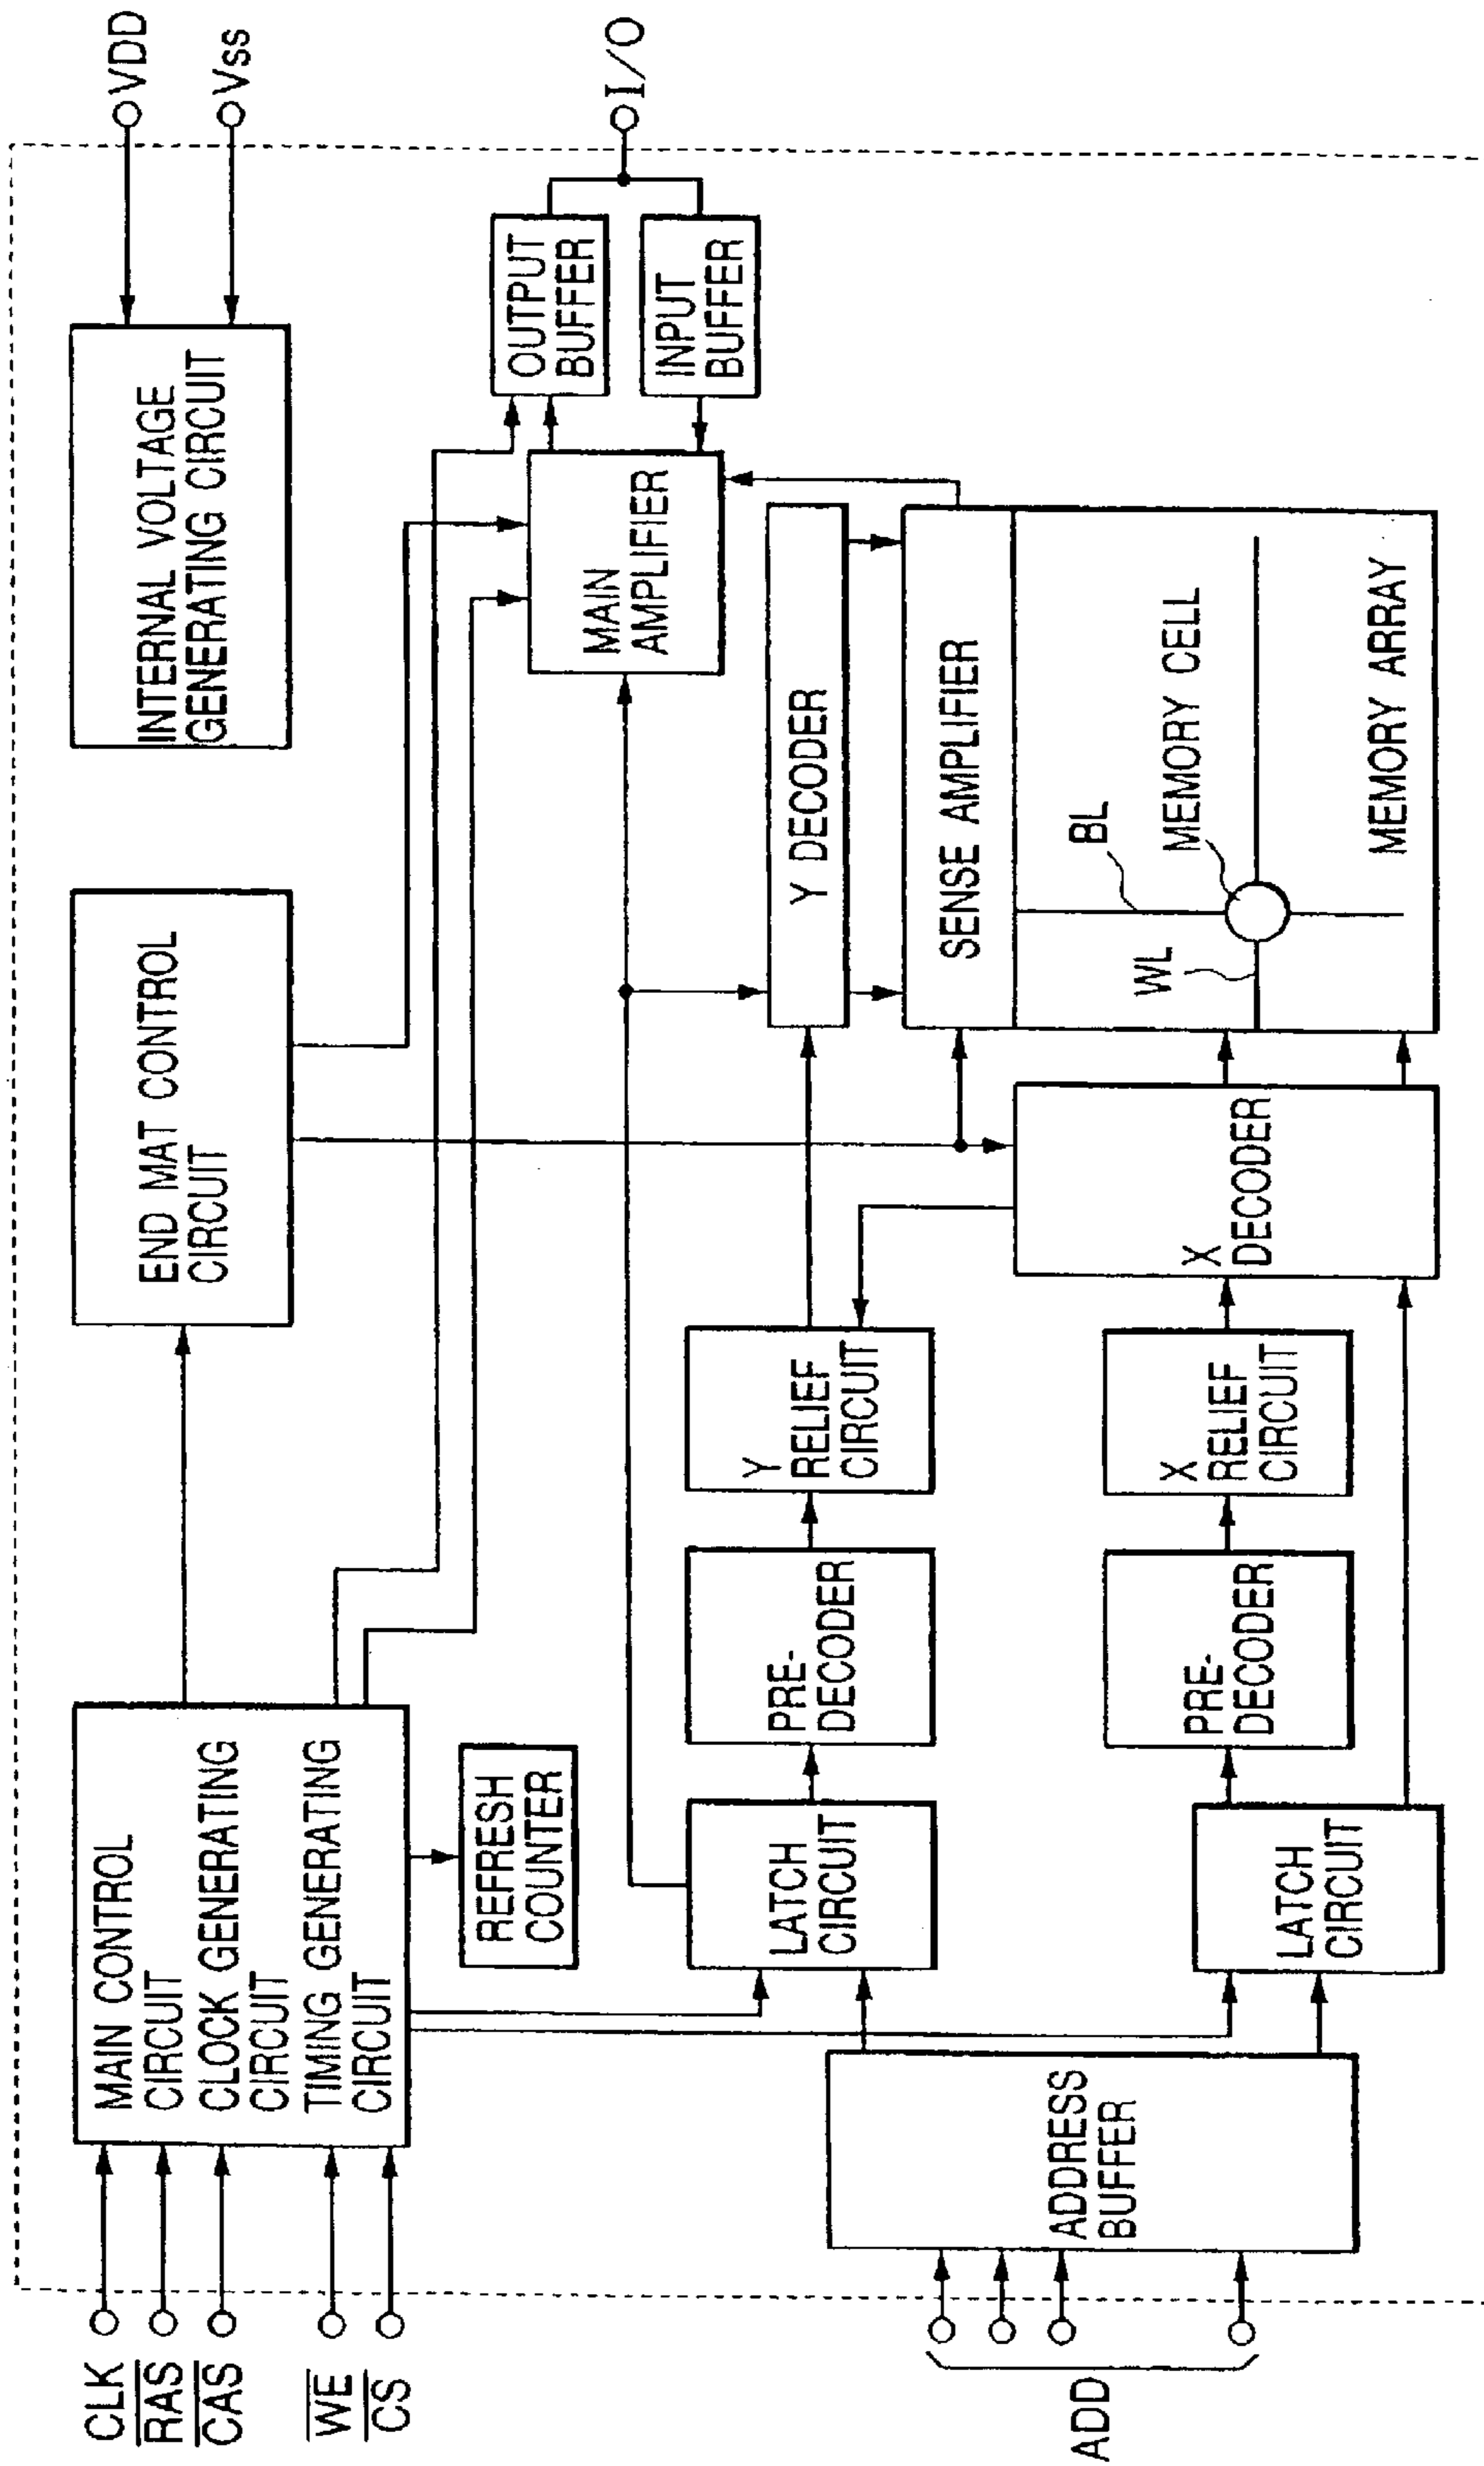 CLK
RAS
CAS
WE
CS
MAIN CONTROL
CIRCUIT
CLOCK GENERATING
CIRCUIT
TIMING GENERATING
CIRCUIT
END MAT CONTROL
CIRCUIT
INTERNAL VOLTAGE
GENERATING CIRCUIT
VDD
Vss
REFRESH
COUNTER
MAIN
AMPLIFIER
OUTPUT
BUFFER
INPUT
BUFFER
I/O
LATCH
CIRCUIT
PRE-
DECODER
Y
RELIEF
CIRCUIT
Y DECODER
SENSE AMPLIFIER
ADD
ADDRESS
BUFFER
LATCH
CIRCUIT
PRE-
DECODER
X
RELIEF
CIRCUIT
X
DECODER
WL
BL
MEMORY CELL
MEMORY ARRAY